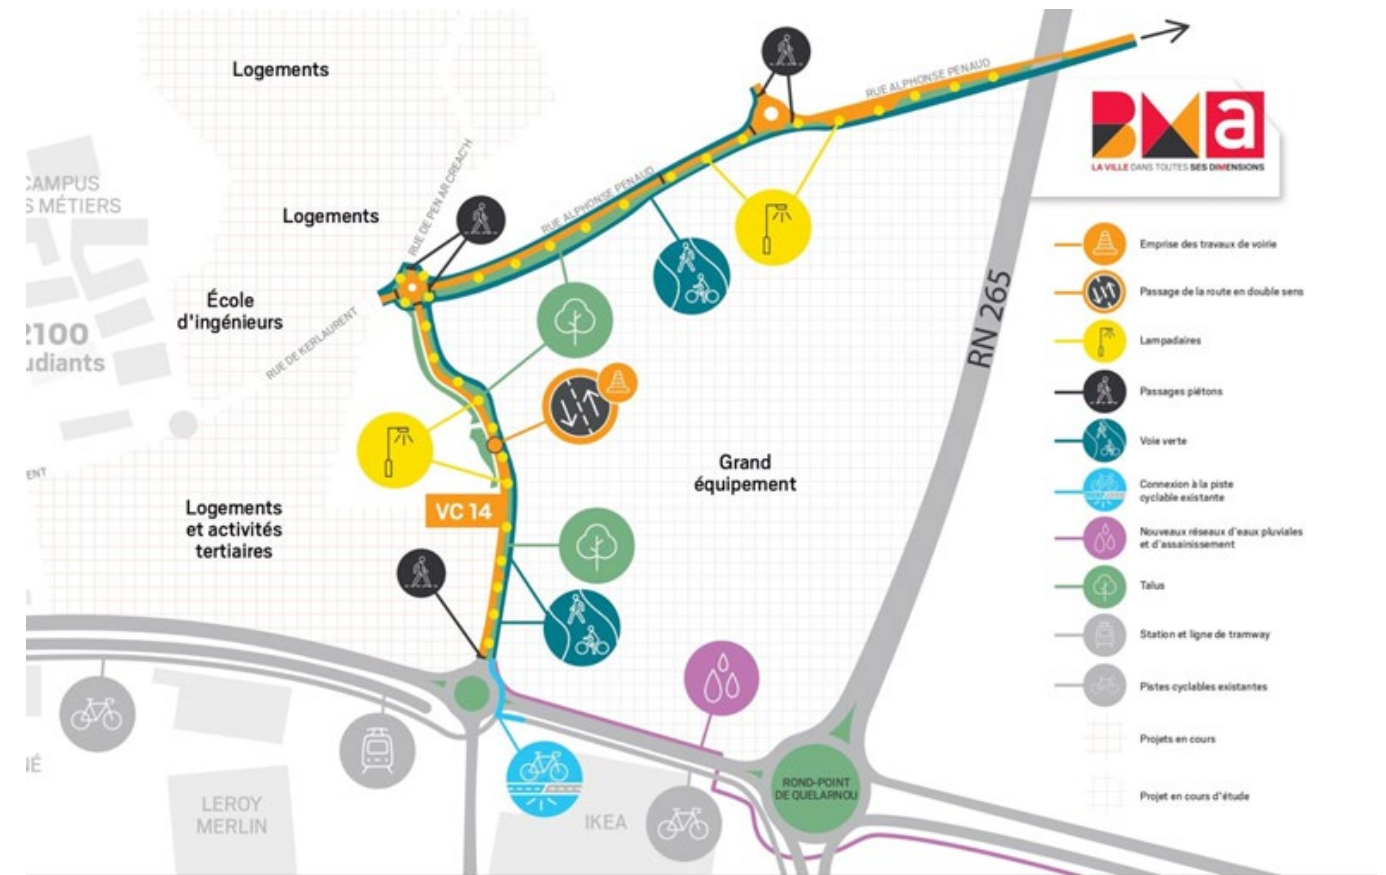 Logements
RUE ALPHONSE PENAUD
BMa
LA VILLE DANS TOUTES SES DIMENSIONS
CAMPUS
S MÉTIERS
RUE DE PEN AR CREAC'H
Logements
RUE ALPHONSE PENAUD
École
d'ingénieurs
2100
udiants
RUE DE KERLAURENT
RN 265
Emprise des travaux de voirie
Passage de la route en double sens
Lampadaires
Passages piétons
Voie verte
Connexion à la piste
cyclable existante
Nouveaux réseaux d'eaux pluviales
et d'assainissement
Talus
Station et ligne de tramway
Pistes cyclables existantes
Projets en cours
Projet en cours d'étude
Grand
équipement
ENT
Logements
et activités
tertiaires
VC 14
NÉ
LEROY
MERLIN
IKEA
ROND-POINT
DE QUELARNOU